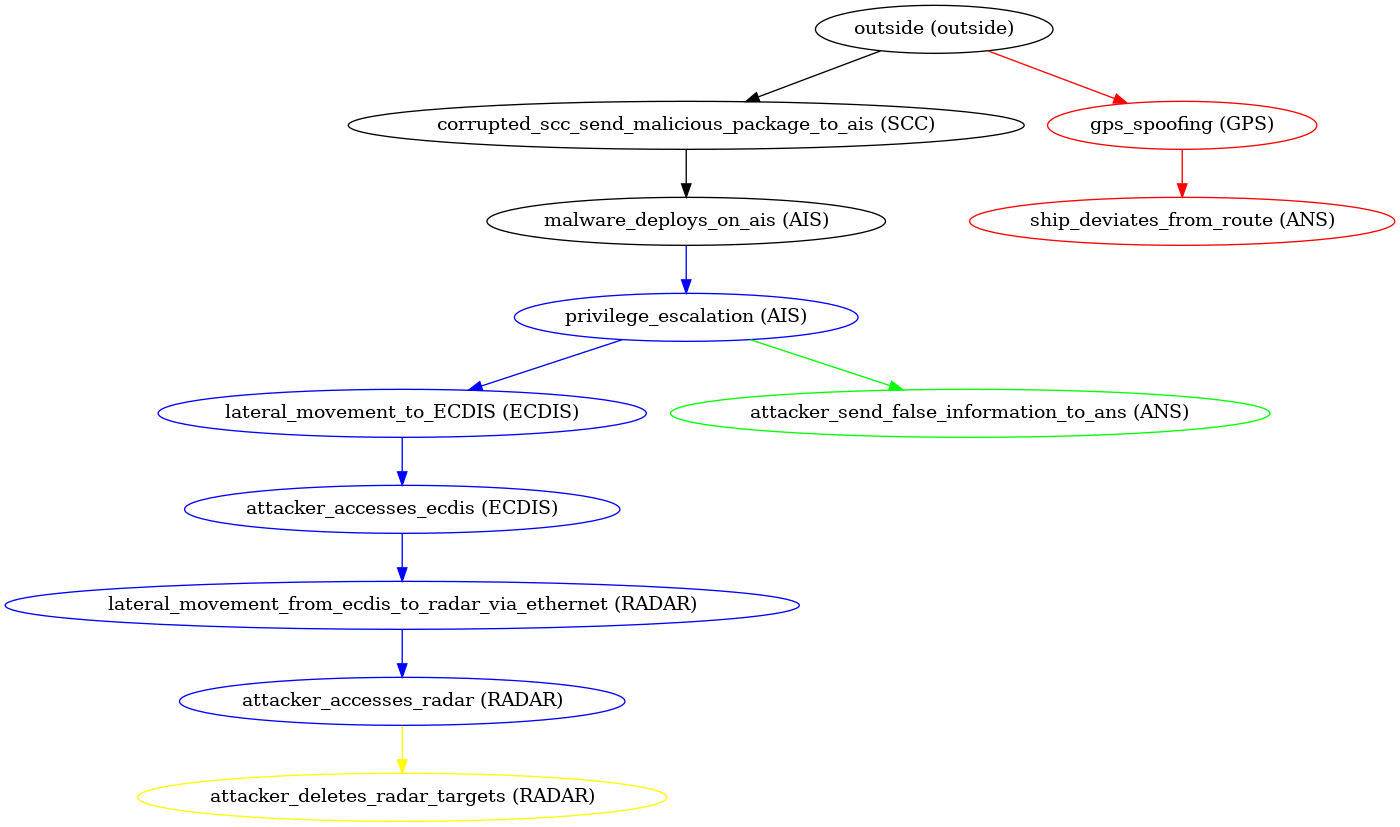 outside (outside)
corrupted_scc_send_malicious_package_to_ais (SCC)
gps_spoofing (GPS)
malware_deploys_on_ais (AIS)
ship_deviates_from_route (ANS)
privilege_escalation (AIS)
lateral_movement_to_ECDIS (ECDIS)
attacker_send_false_information_to_ans (ANS)
attacker_accesses_ecdis (ECDIS)
lateral_movement_from_ecdis_to_radar_via_ethernet (RADAR)
attacker_accesses_radar (RADAR)
attacker_deletes_radar_targets (RADAR)